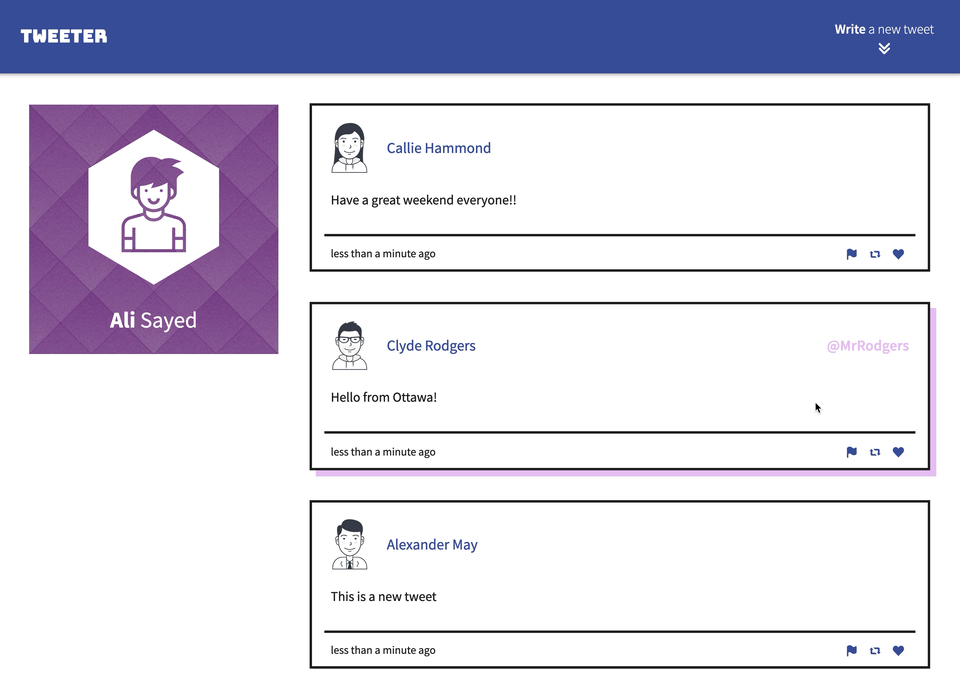 TWEETER
Write a new tweet
Ali Sayed
Callie Hammond
Have a great weekend everyone!!
less than a minute ago
Clyde Rodgers
@MrRodgers
Hello from Ottawa!
less than a minute ago
Alexander May
This is a new tweet
less than a minute ago